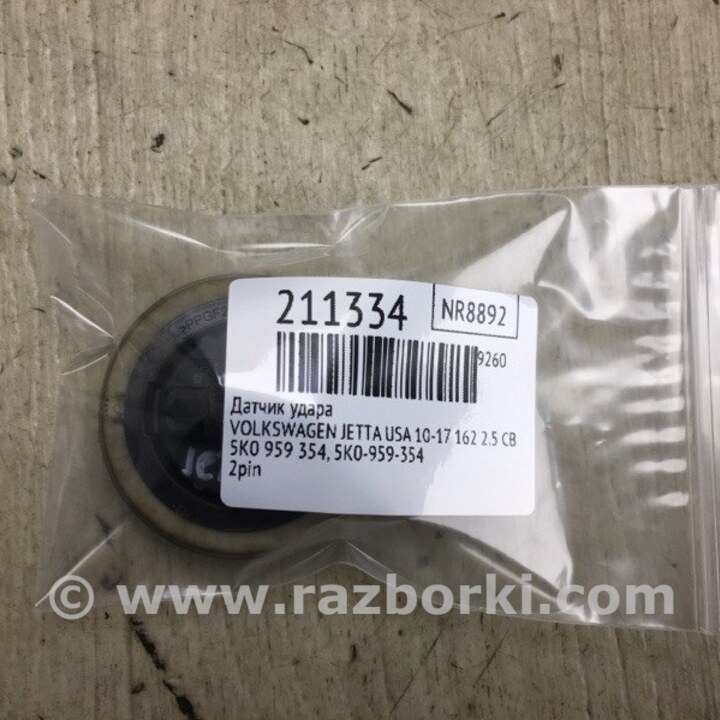 211334
NR8892
9260
Датчик удара
VOLKSWAGEN JETTA USA 10-17 162 2.5 CB
5K0 959 354, 5K0-959-354
2pin
© www.razborki.com